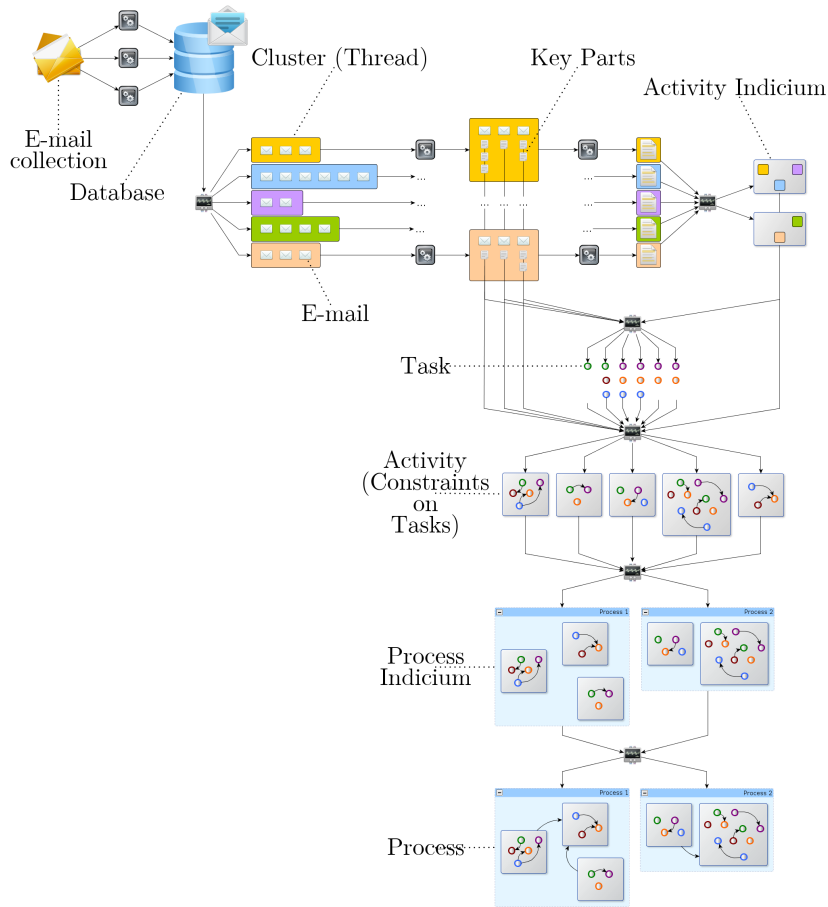 Cluster (Thread)
Key Parts
Activity Indicium
E-mail
collection
Database
...
...
...
...
...
...
...
...
E-mail
Task
Activity
(Constraints
on
Tasks)
Process 1
Process 2
Process
Indicium
Process 1
Process 2
Process